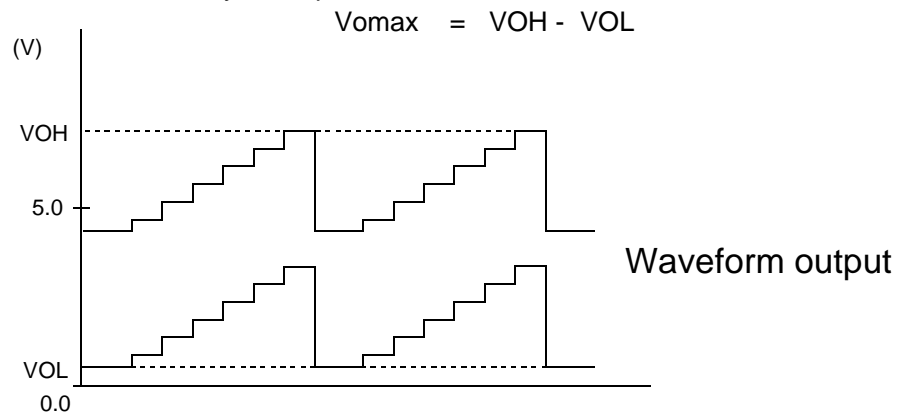 Vomax = VOH - VOL
(V)
VOH
5.0
Waveform output
VOL
0.0